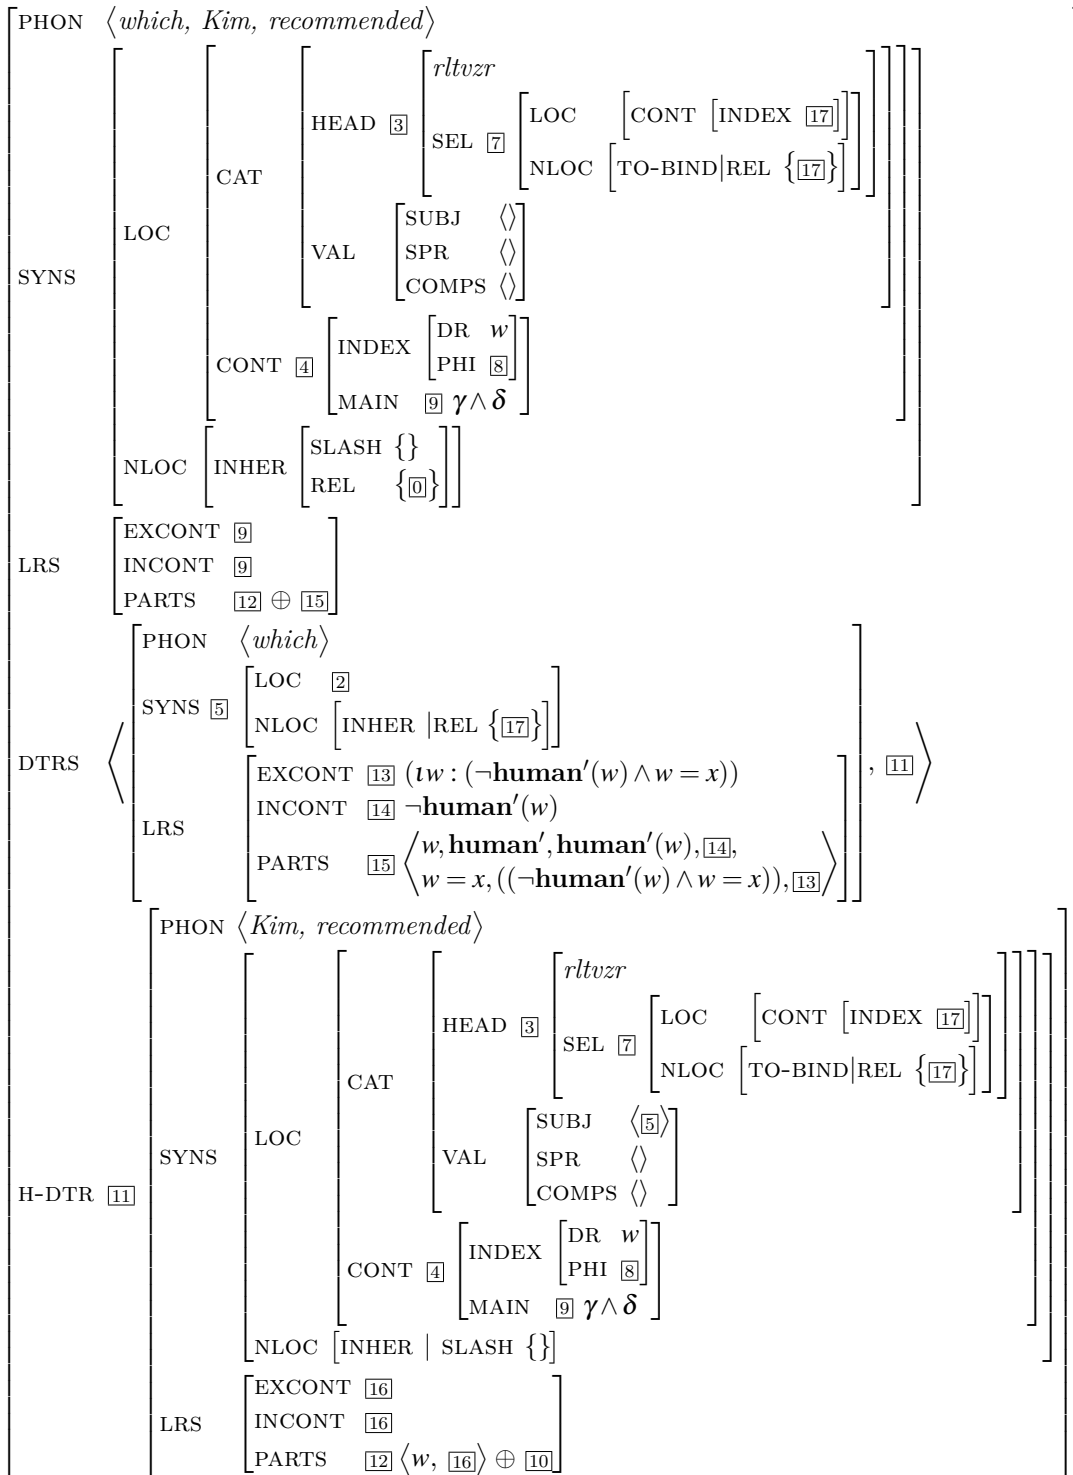 PHON ⟨which, Kim, recommended⟩
rltvzr
HEAD 3
LOC [CONT [INDEX 17]]
SEL 7
NLOC [TO-BIND|REL {17}]
CAT
SUBJ ⟨⟩
LOC
VAL SPR ⟨⟩
SYNS
COMPS ⟨⟩
DR w
INDEX
CONT 4
PHI 8
MAIN 9 γ∧δ
SLASH {}
NLOC [INHER
REL {0}
EXCONT 9
LRS INCONT 9
PARTS 12 ⊕ 15
PHON ⟨which⟩
LOC 2
SYNS 5
NLOC [INHER |REL {17}]
DTRS , 11
EXCONT 13 (ιw : (¬human′(w)∧w = x))
INCONT 14 ¬human′(w)
LRS
PARTS 15 ⟨w, human′, human′(w), 14,
w = x, ((¬human′(w)∧w = x)), 13⟩
PHON ⟨Kim, recommended⟩
rltvzr
HEAD 3
LOC [CONT [INDEX 17]]
SEL 7
NLOC [TO-BIND|REL {17}]
CAT
SUBJ ⟨5⟩
LOC
SYNS
VAL SPR ⟨⟩
H-DTR 11
COMPS ⟨⟩
DR w
INDEX
CONT 4
PHI 8
MAIN 9 γ∧δ
NLOC [INHER | SLASH {}]
EXCONT 16
LRS INCONT 16
PARTS 12 ⟨w, 16⟩ ⊕ 10